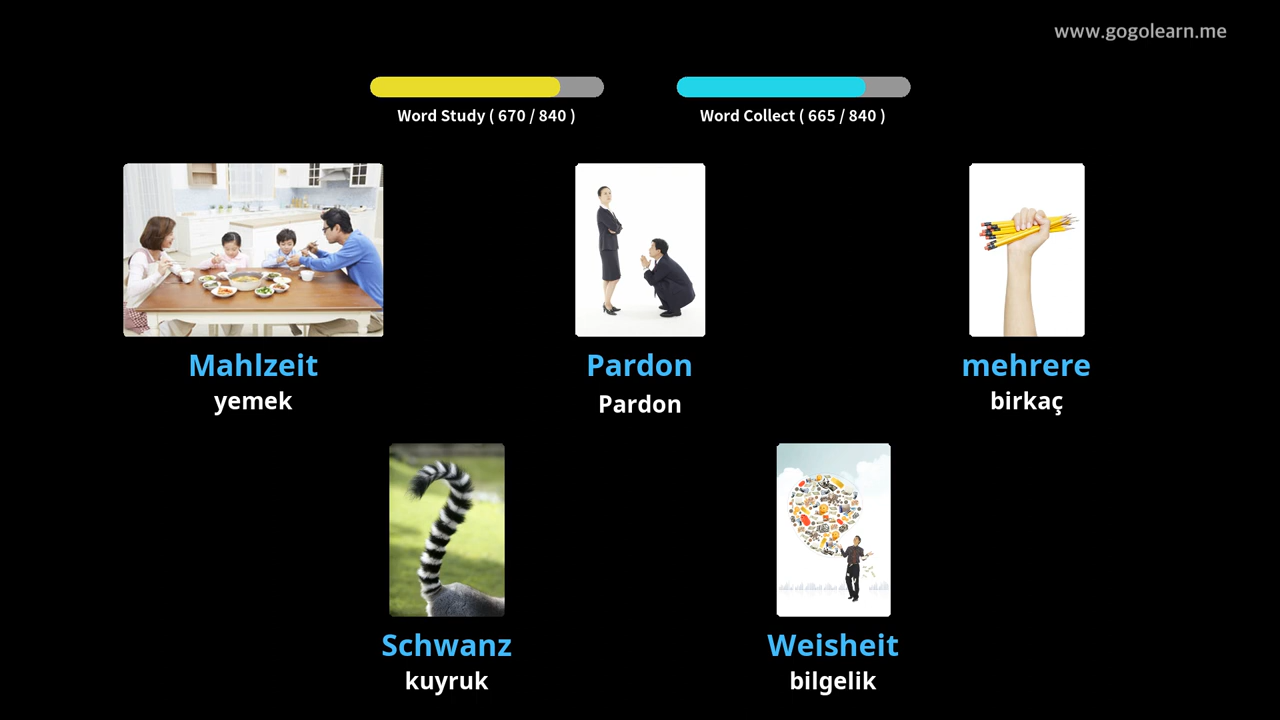 www.gogolearn.me
Word Study ( 670 / 840 )
Word Collect ( 665 / 840 )
Mahlzeit
yemek
Pardon
Pardon
mehrere
birkaç
Schwanz
kuyruk
Weisheit
bilgelik